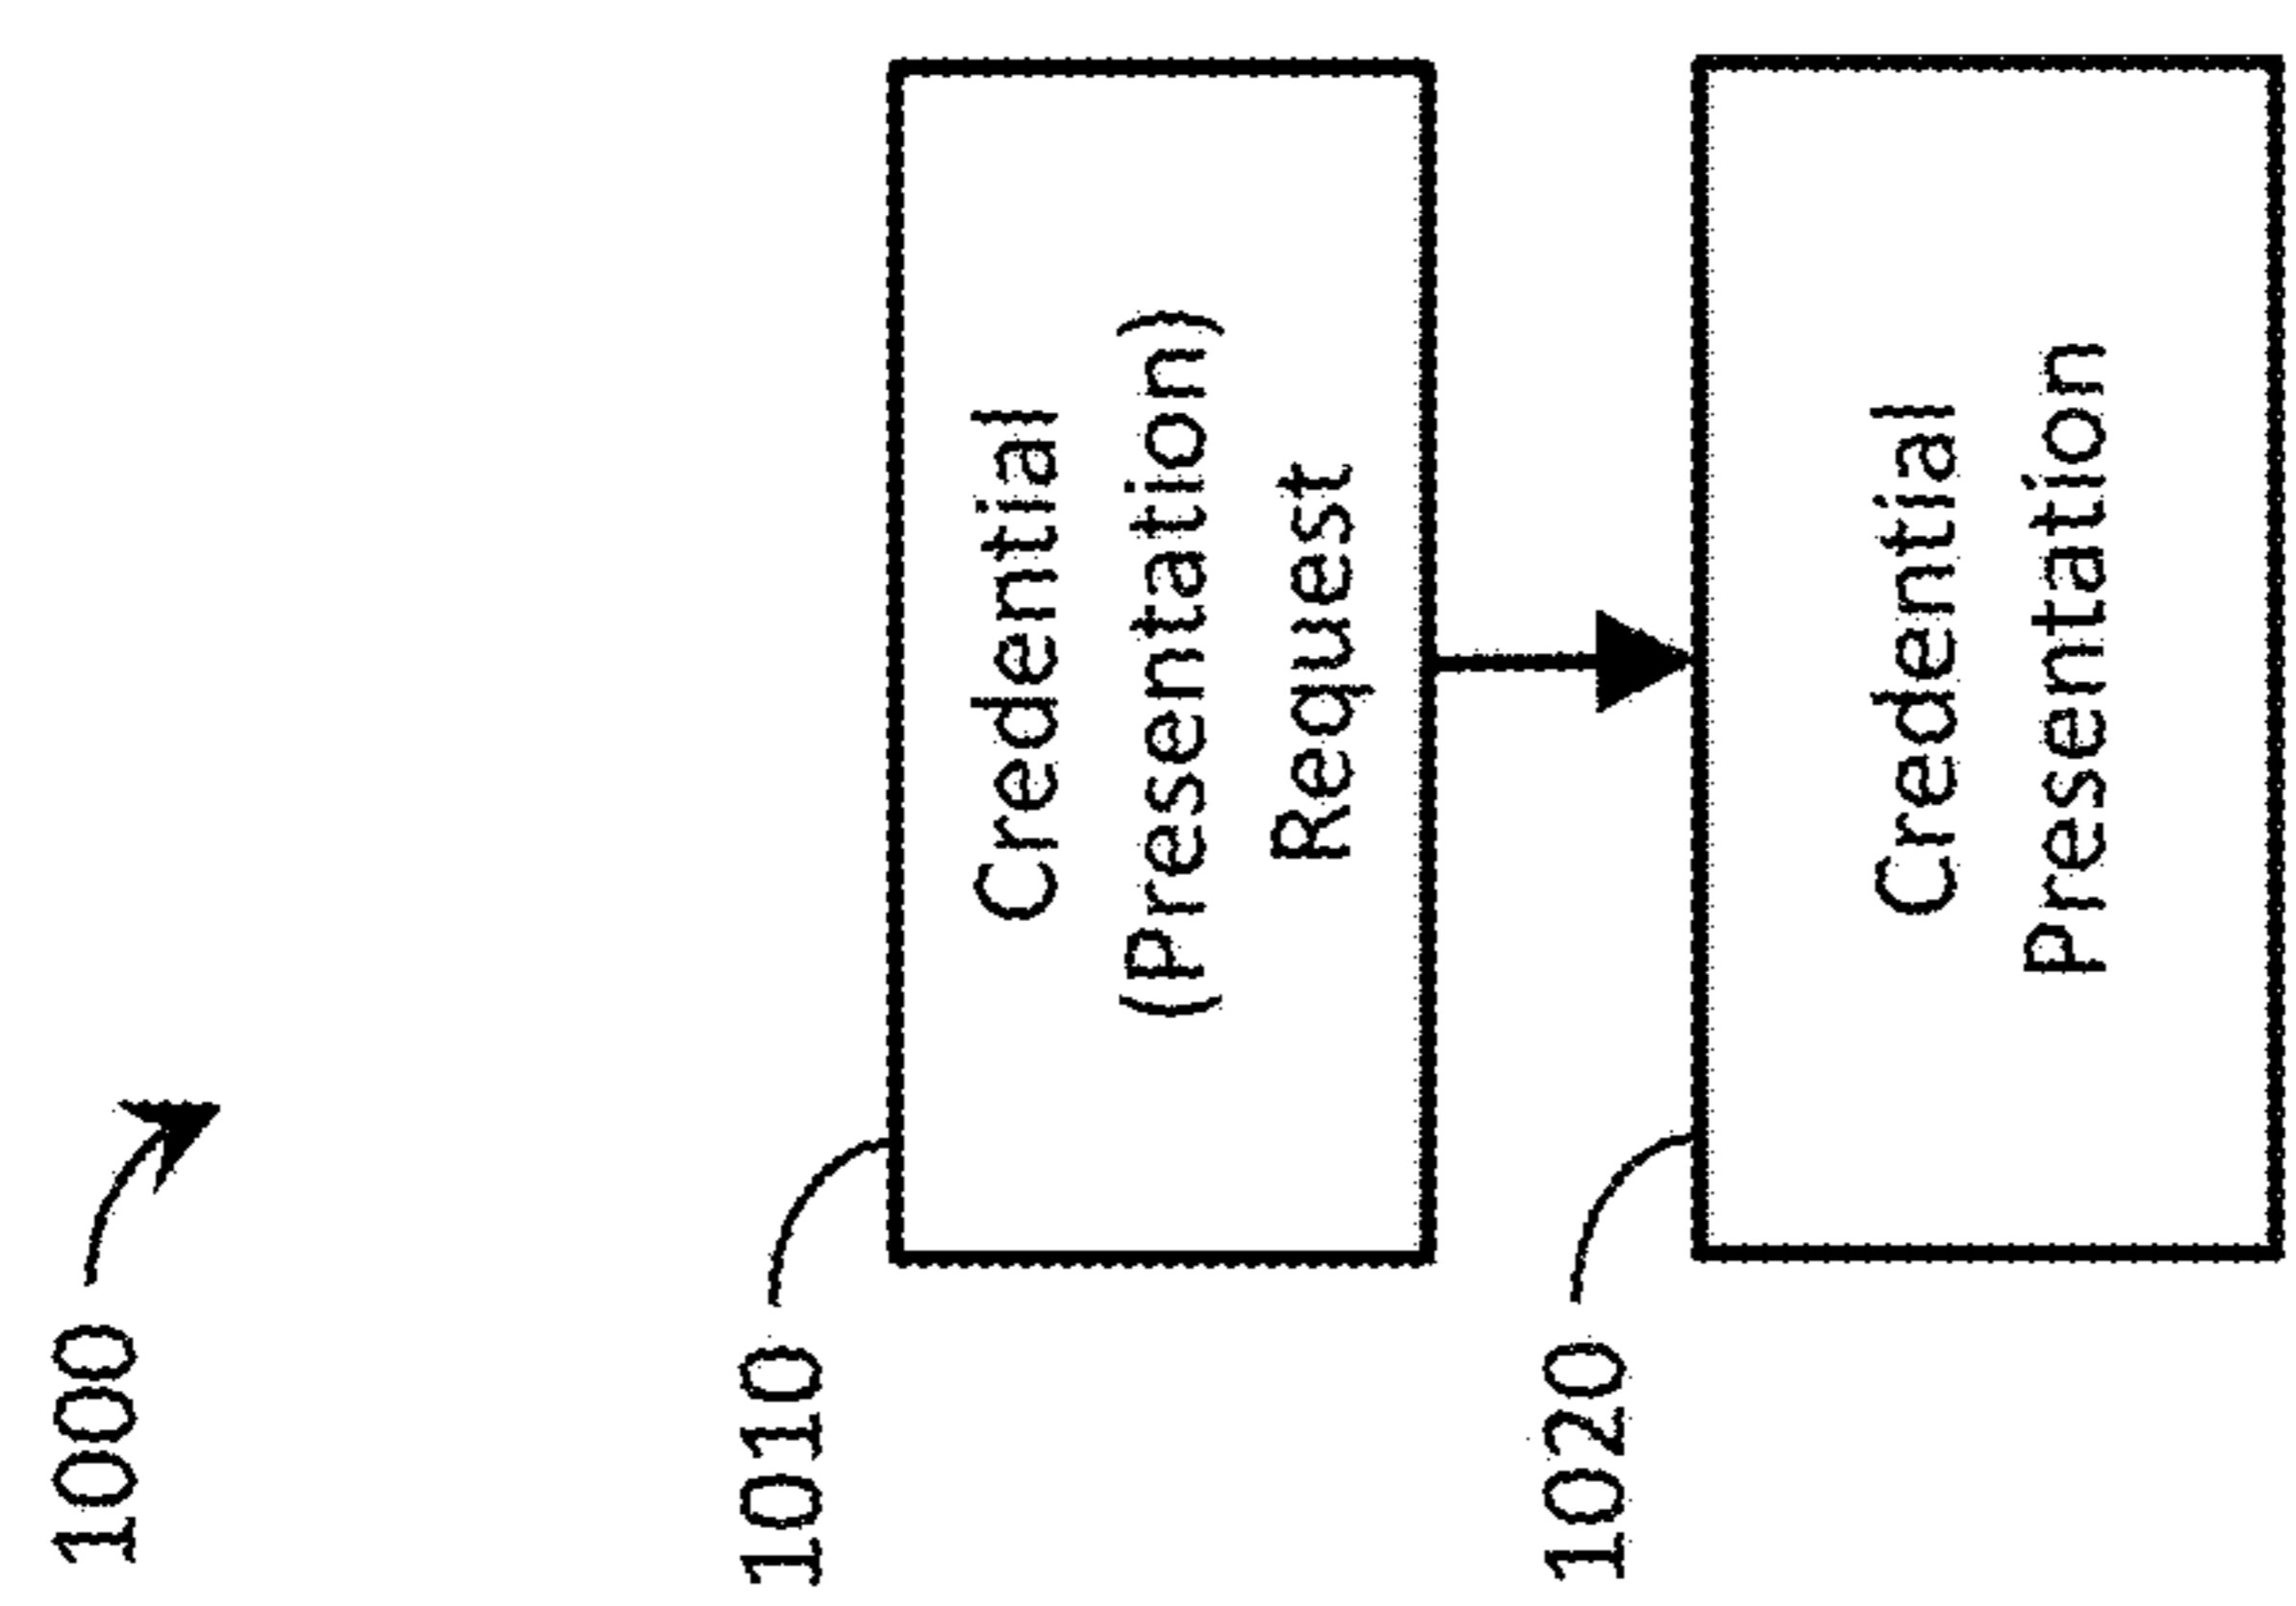 1000
1010
Credential
(Presentation)
Request
1020
Credential
Presentation